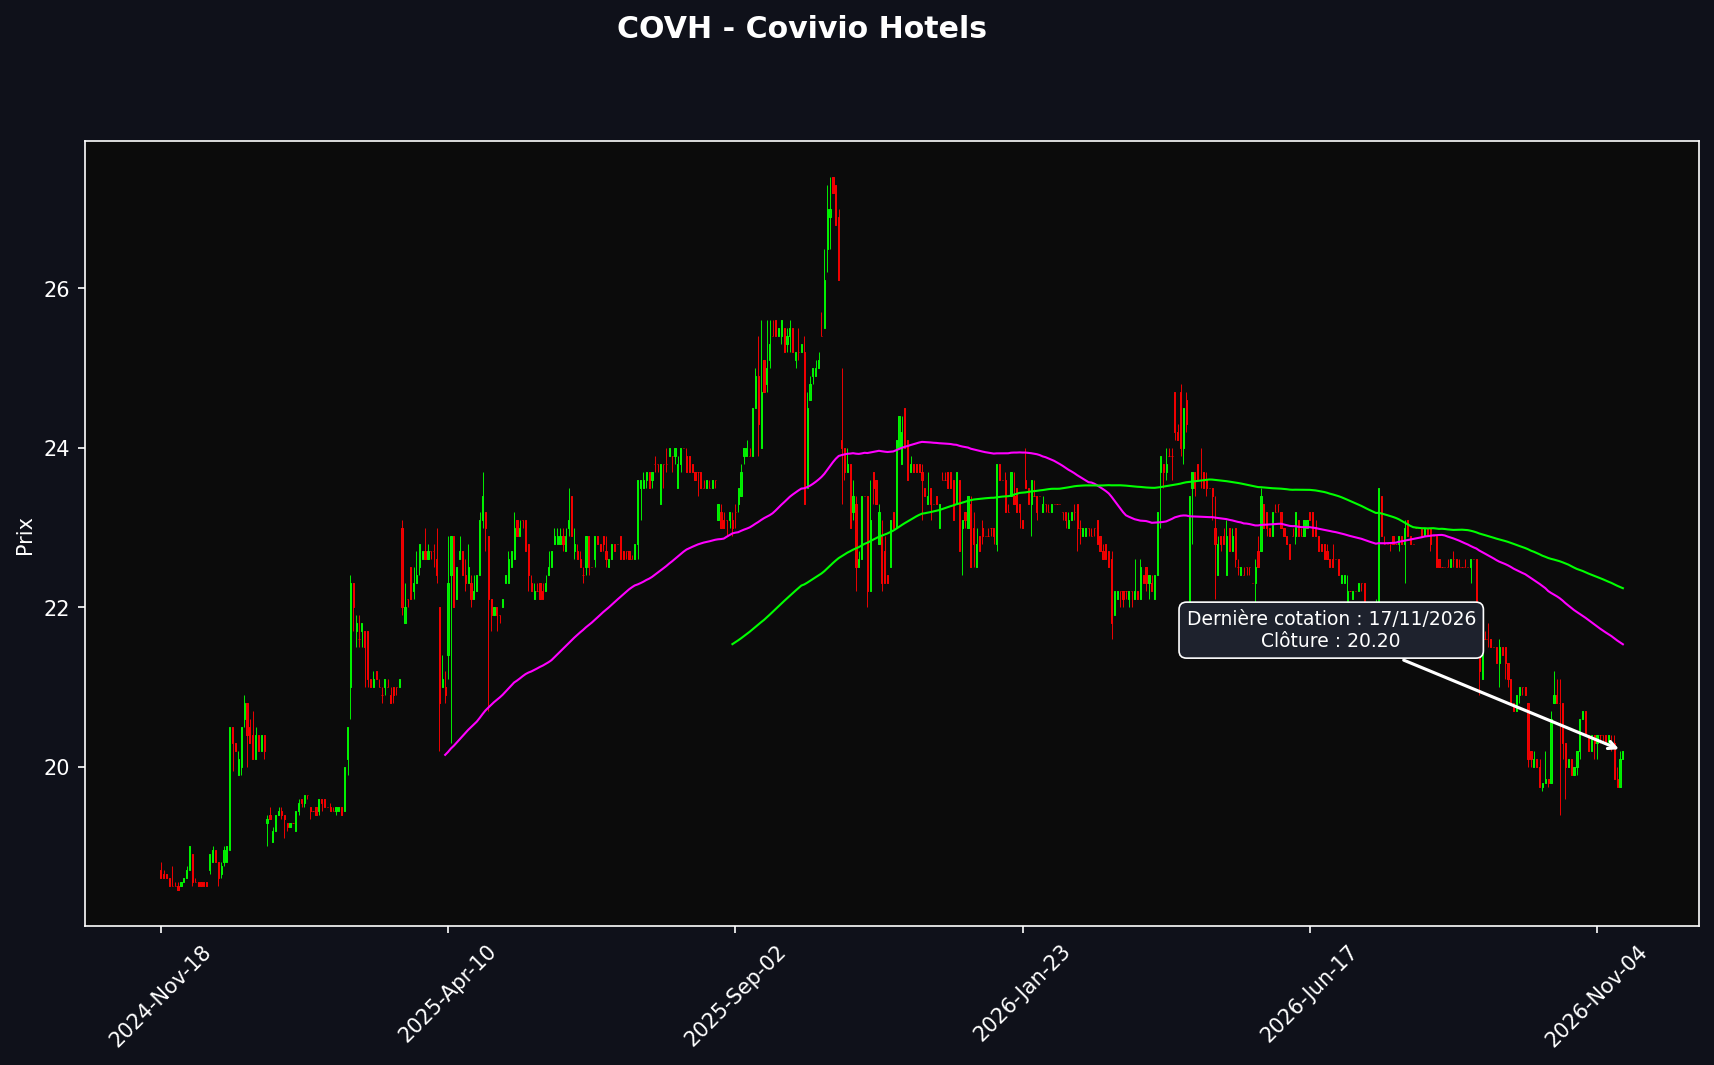 COVH - Covivio Hotels
Prix
26
24
22
20
Dernière cotation : 17/11/2026
Clôture : 20.20
2024-Nov-18
2025-Apr-10
2025-Sep-02
2026-Jan-23
2026-Jun-17
2026-Nov-04